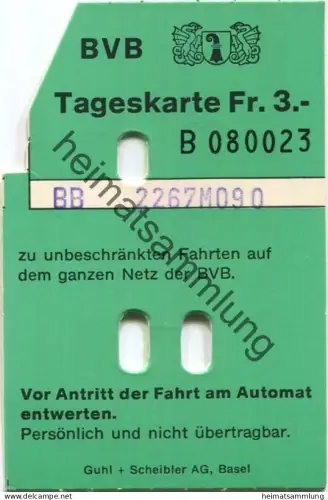 BVB
Tageskarte Fr. 3.-
B 080023
BB 2267M090
zu unbeschränkten Fahrten auf
dem ganzen Netz der BVB.
Vor Antritt der Fahrt am Automat
entwerten.
Persönlich und nicht übertragbar.
Guhl + Scheibler AG, Basel
heimatsammlung.de